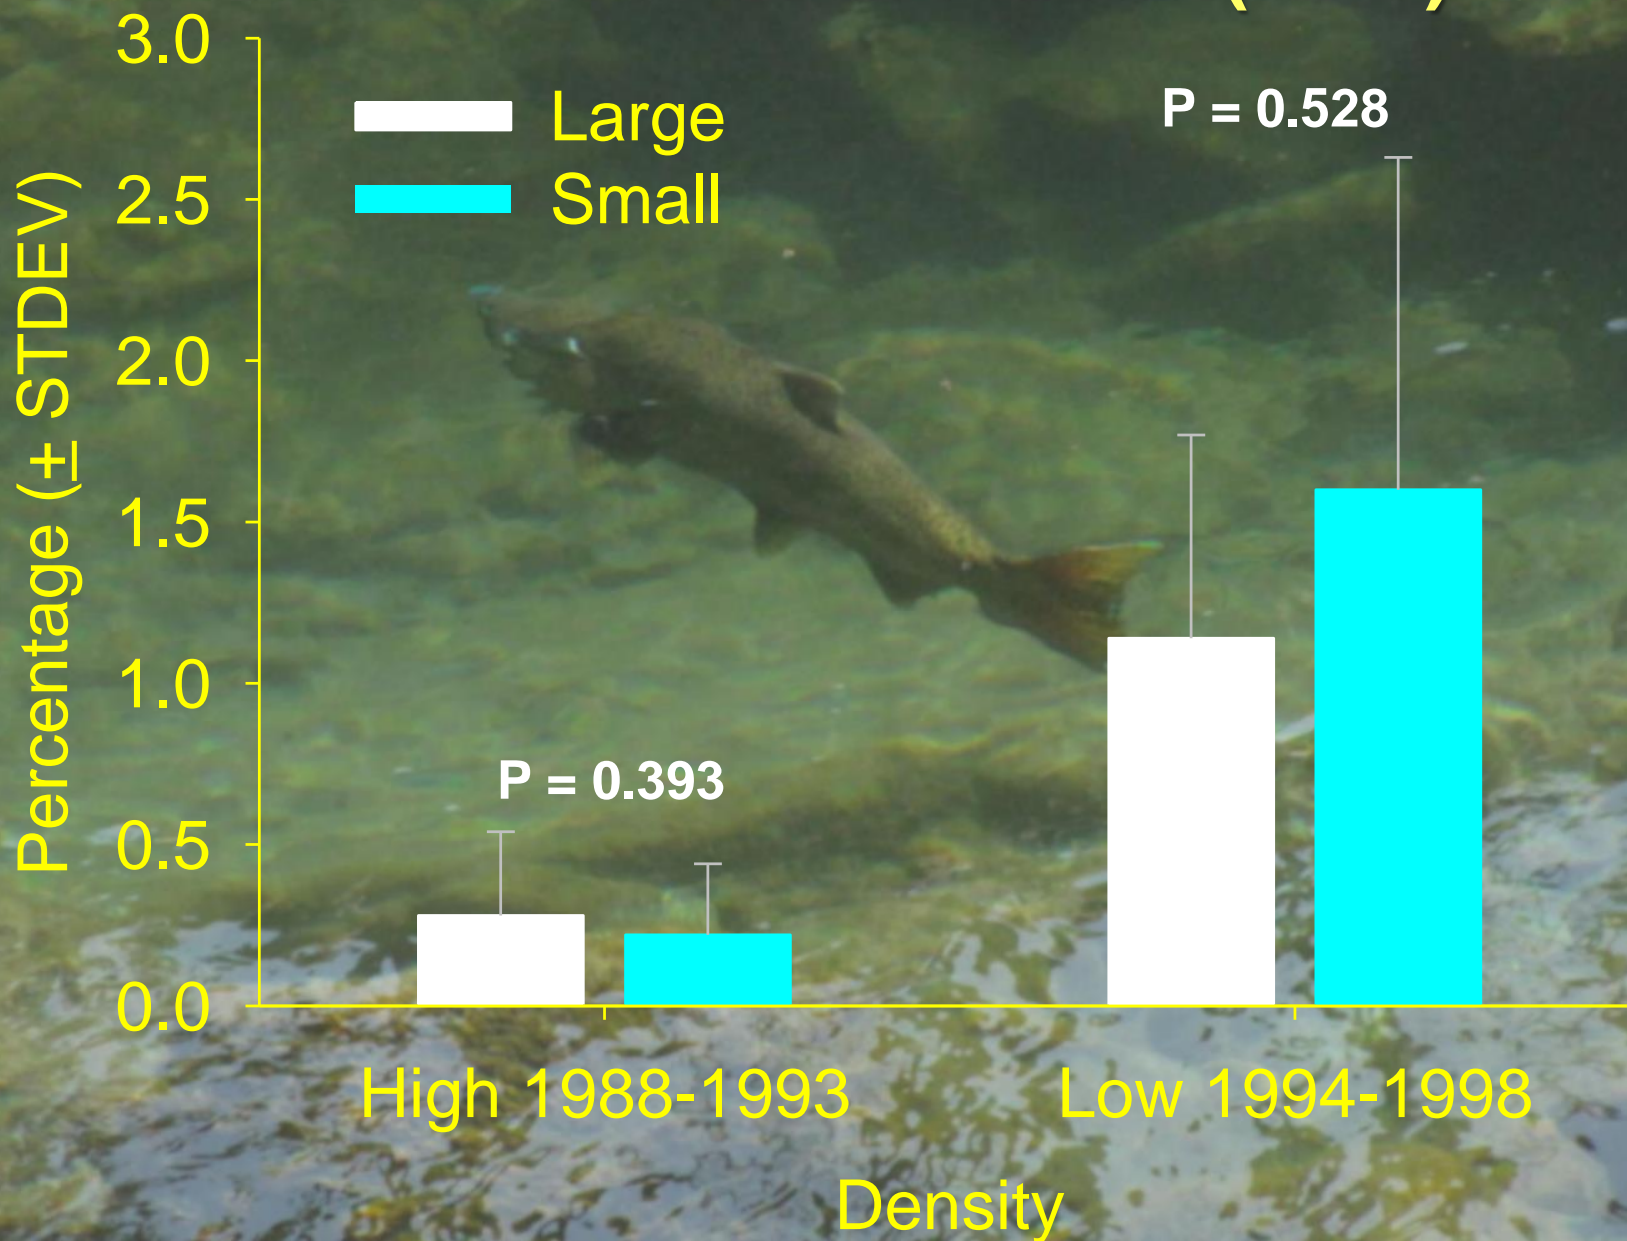 3.0
2.5
2.0
1.5
1.0
0.5
0.0
Percentage (± STDEV)
Large
Small
P = 0.528
P = 0.393
High 1988-1993
Low 1994-1998
Density